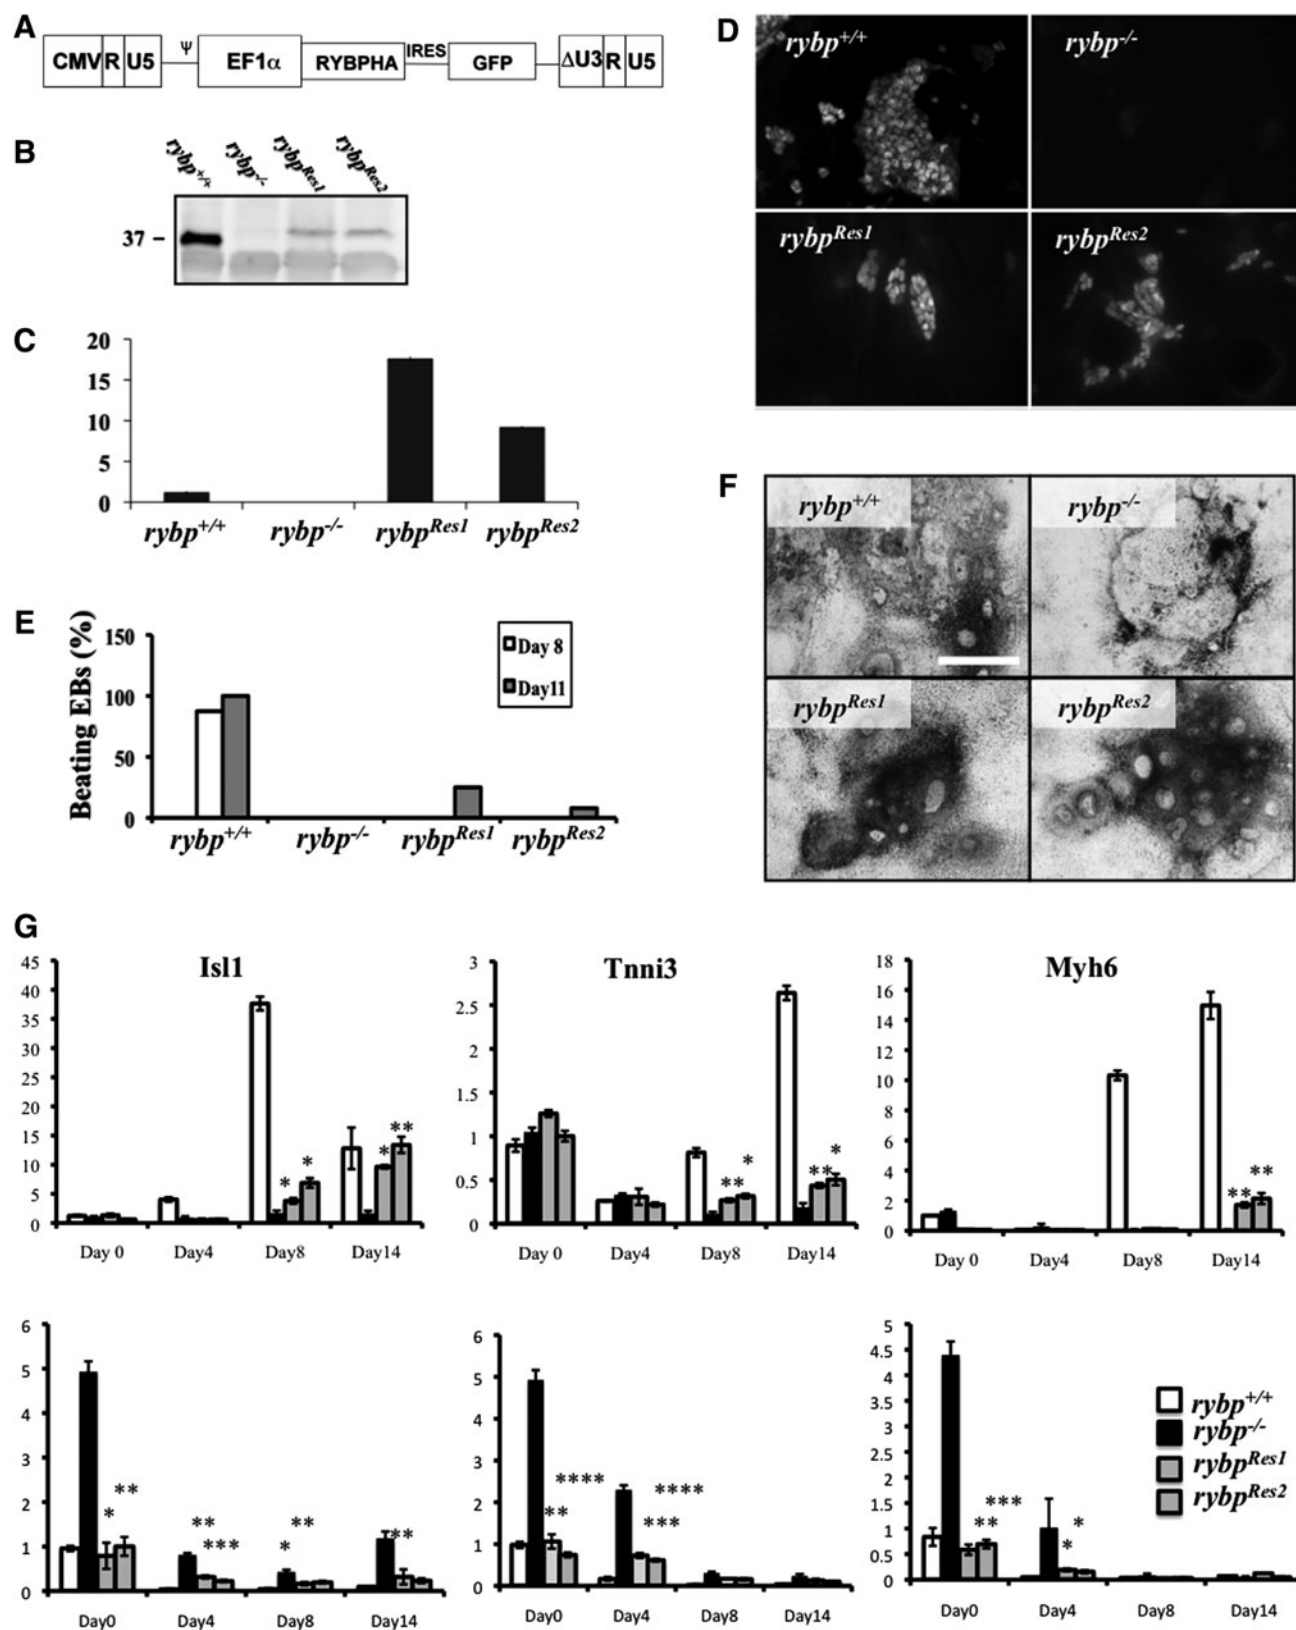 A
CMV R U5 Ψ EF1α RYBPHA IRES GFP ΔU3 R U5
B
rybp+/+ rybp-/- rybpRes1 rybpRes2
37
C
20
15
10
5
0
rybp+/+ rybp-/- rybpRes1 rybpRes2
D
rybp+/+ rybp-/-
rybpRes1 rybpRes2
E
Beating EBs (%)
150
100
50
0
Day 8
Day11
rybp+/+ rybp-/- rybpRes1 rybpRes2
F
rybp+/+ rybp-/-
rybpRes1 rybpRes2
G
Isl1
45
40
35
30
25
20
15
10
5
0
* * * **
Day 0 Day4 Day8 Day14
Tnni3
3
2.5
2
1.5
1
0.5
0
** * ** *
Day 0 Day4 Day8 Day14
Myh6
18
16
14
12
10
8
6
4
2
0
** **
Day 0 Day4 Day8 Day14
6
5
4
3
2
1
0
* ** ** *** * ** **
Day0 Day4 Day8 Day14
6
5
4
3
2
1
0
** **** *** ****
Day0 Day4 Day8 Day14
5
4.5
4
3.5
3
2.5
2
1.5
1
0.5
0
** *** * *
Day0 Day4 Day8 Day14
rybp+/+
rybp-/-
rybpRes1
rybpRes2